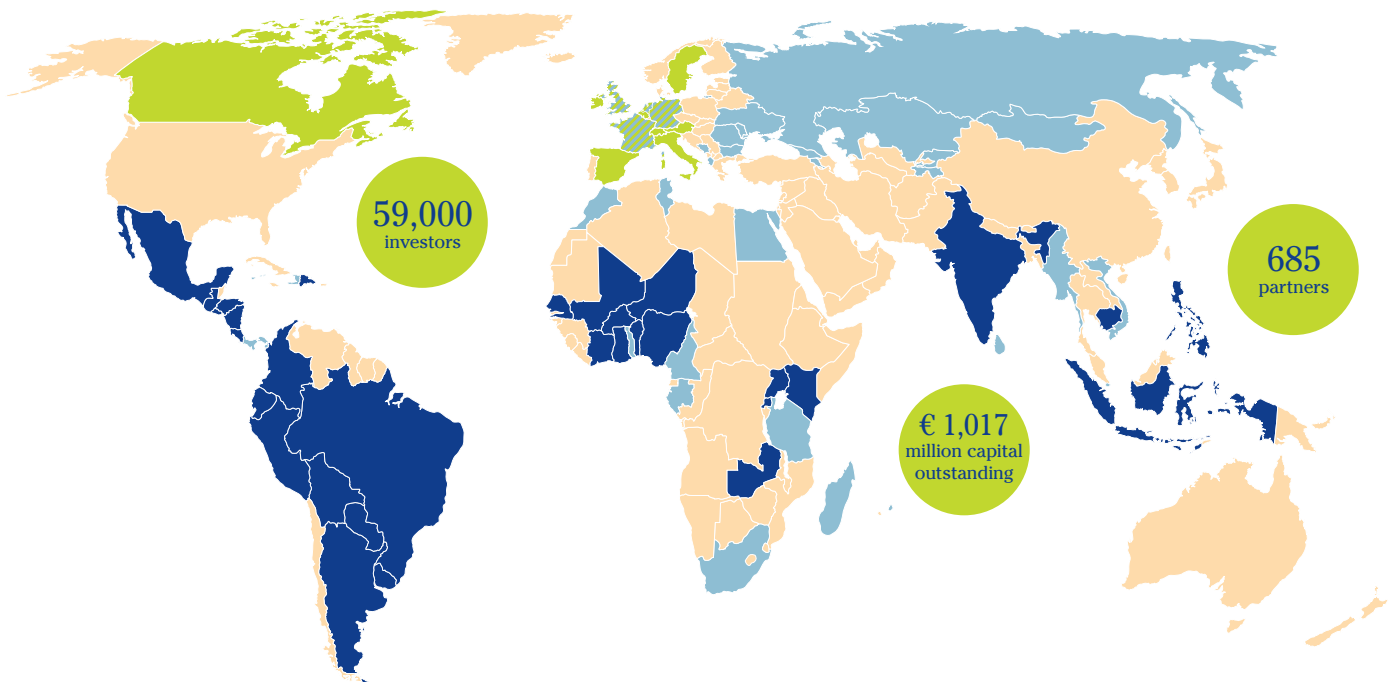 59,000
investors
685
partners
€ 1,017
million capital
outstanding